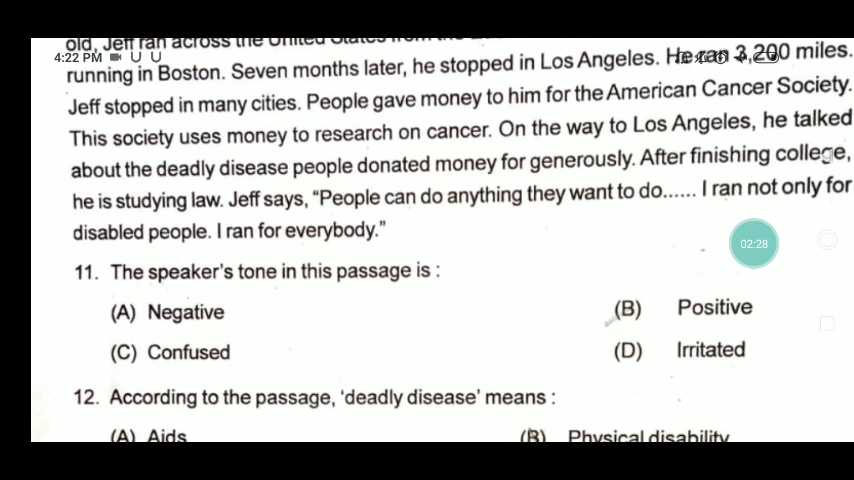 old, Jeff ran across the United States from the
4:22 PM
running in Boston. Seven months later, he stopped in Los Angeles. He ran 3,200 miles.
Jeff stopped in many cities. People gave money to him for the American Cancer Society.
This society uses money to research on cancer. On the way to Los Angeles, he talked
about the deadly disease people donated money for generously. After finishing college,
he is studying law. Jeff says, “People can do anything they want to do...... I ran not only for
disabled people. I ran for everybody.”
02:28
11. The speaker's tone in this passage is :
(A) Negative
(B) Positive
(C) Confused
(D) Irritated
12. According to the passage, ‘deadly disease’ means :
(A) Aids
(B) Physical disability